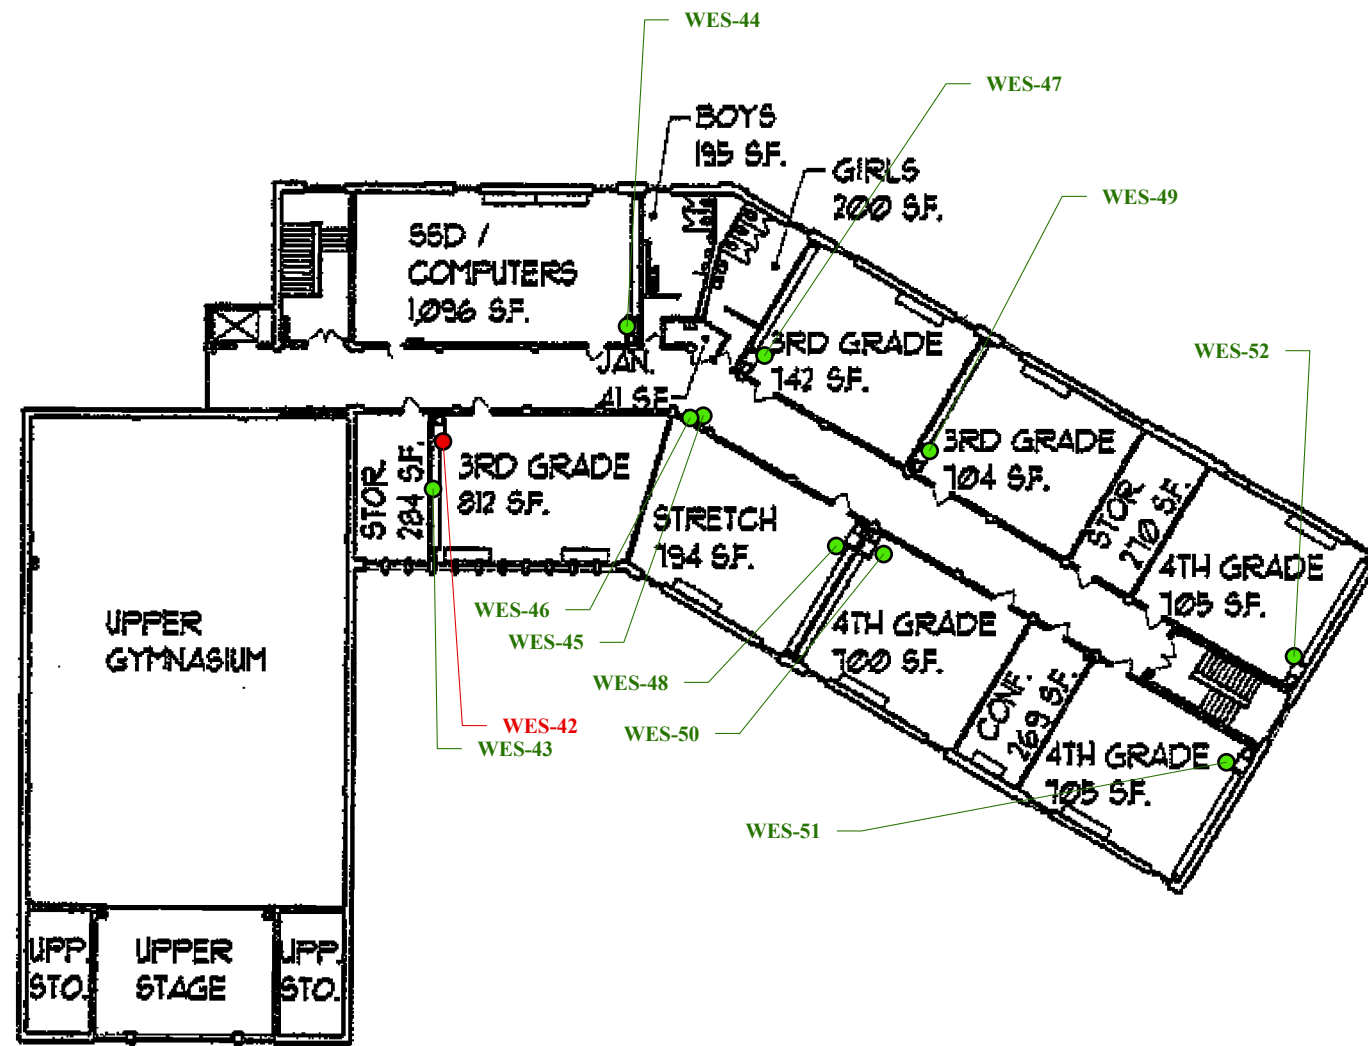 WES-44
WES-47
BOYS
195 S.F.
GIRLS
200 S.F.
WES-49
SSD /
COMPUTERS
1,096 S.F.
3RD GRADE
742 S.F.
WES-52
JAN.
41 S.F.
STOR
284 S.F.
3RD GRADE
812 S.F.
3RD GRADE
704 S.F.
STOR
270 S.F.
STRETCH
794 S.F.
4TH GRADE
705 S.F.
WES-46
WES-45
UPPER
GYMNASIUM
4TH GRADE
700 S.F.
WES-48
CONF.
269 S.F.
WES-42
WES-43
WES-50
4TH GRADE
705 S.F.
WES-51
UPP.
STO.
UPPER
STAGE
UPP.
STO.